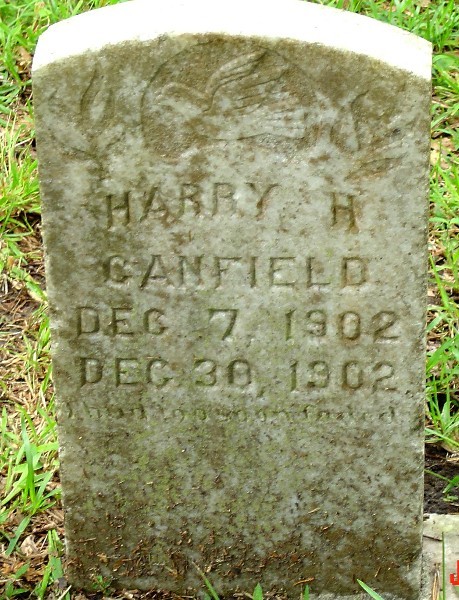 HARRY H
CANFIELD
DEC 7, 1902
DEC 30, 1902